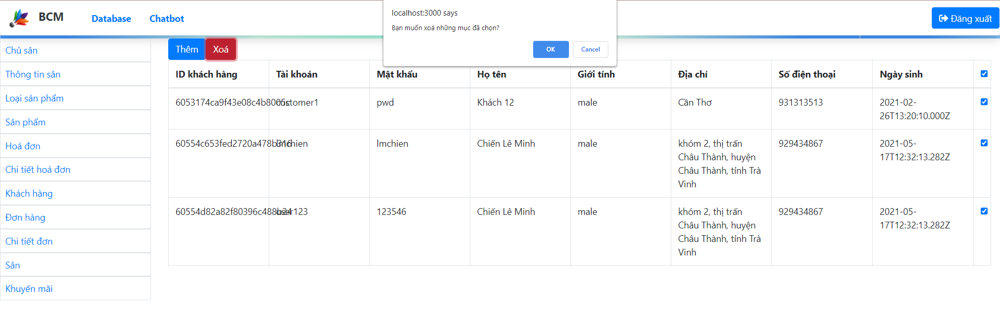 BCM
Database
Chatbot
localhost:3000 says
Bạn muốn xoá những mục đã chọn?
OK
Cancel
Đăng xuất
Chủ sân
Thông tin sân
Loại sản phẩm
Sản phẩm
Hoá đơn
Chi tiết hoá đơn
Khách hàng
Đơn hàng
Chi tiết đơn
Sân
Khuyến mãi
Thêm
Xoá
ID khách hàng
Tài khoản
Mật khẩu
Họ tên
Giới tính
Địa chỉ
Số điện thoại
Ngày sinh
6053174ca9f43e08c4b8005c
customer1
pwd
Khách 12
male
Cần Thơ
931313513
2021-02-
26T13:20:10.000Z
60554c653fed2720a478b316
lmchien
lmchien
Chiến Lê Minh
male
khóm 2, thị trấn
Châu Thành, huyện
Châu Thành, tỉnh Trà
Vinh
929434867
2021-05-
17T12:32:13.282Z
60554d82a82f80396c488b24
user123
123546
Chiến Lê Minh
male
khóm 2, thị trấn
Châu Thành, huyện
Châu Thành, tỉnh Trà
Vinh
929434867
2021-05-
17T12:32:13.282Z